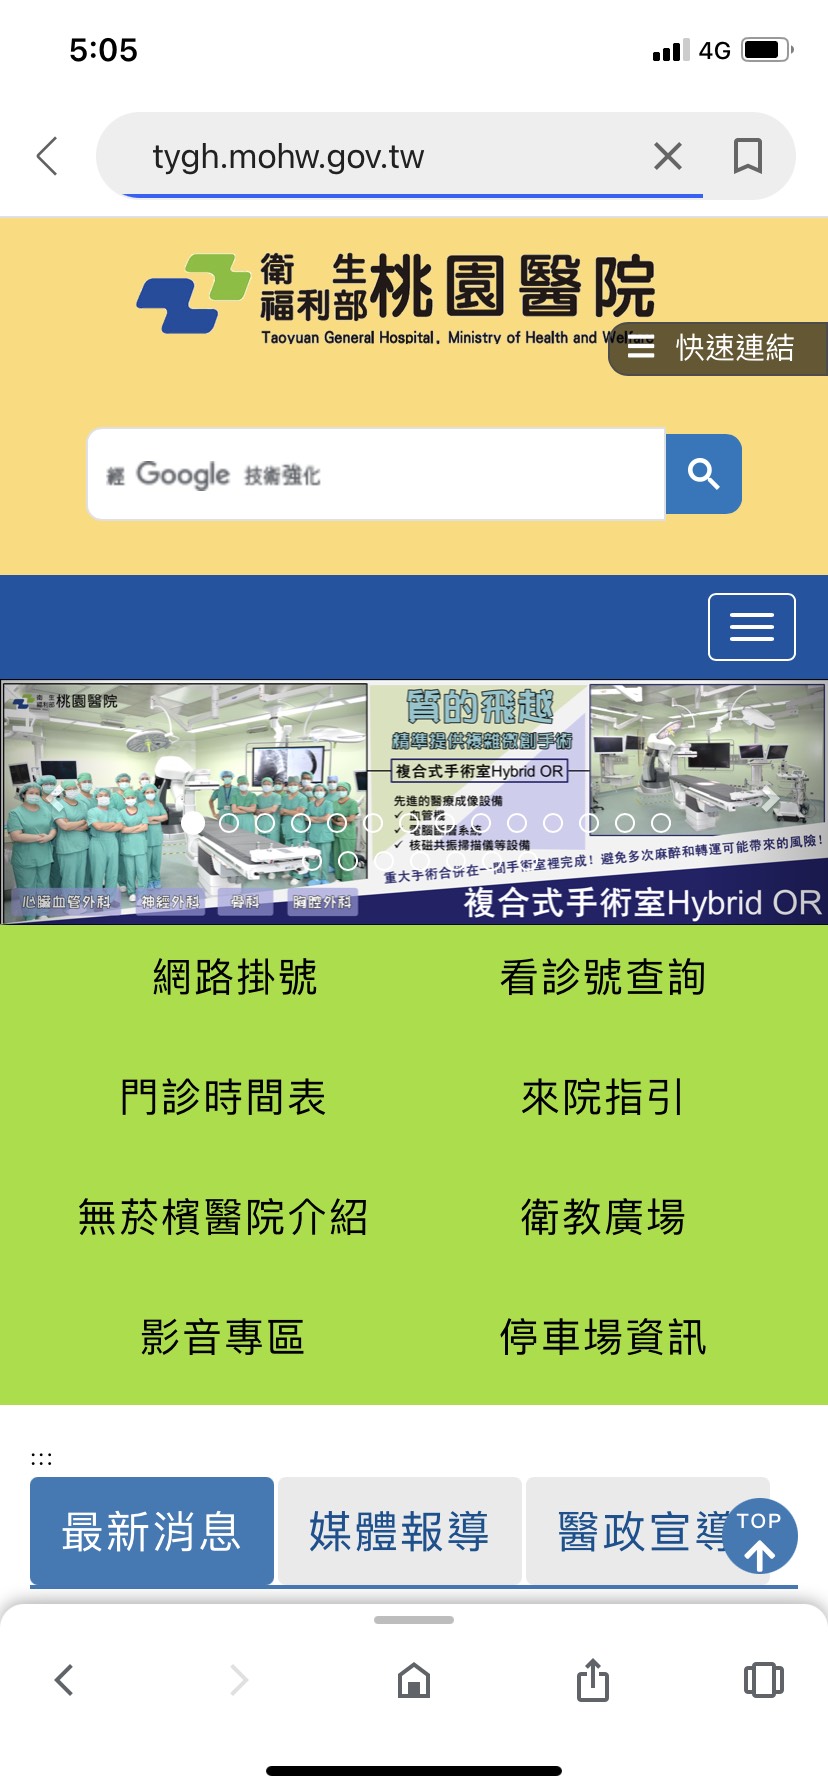 5:05
4G
tygh.mohw.gov.tw
衛生
福利部
桃園醫院
Taoyuan General Hospital, Ministry of Health and Welfare
快速連結
經 Google 技術強化
衛生
福利部
桃園醫院
質的飛越
精準提供複雜微創手術
複合式手術室Hybrid OR
先進的醫療成像設備
✓ 血管機
系統
✓ 核磁共振掃描儀等設備
重大手術合併在一間手術室裡完成！避免多次麻醉和轉運可能帶來的風險！
心臟血管外科 神經外科 骨科 胸腔外科
複合式手術室Hybrid OR
網路掛號 看診號查詢
門診時間表 來院指引
無菸檳醫院介紹 衛教廣場
影音專區 停車場資訊
:::
最新消息 媒體報導 醫政宣導
TOP